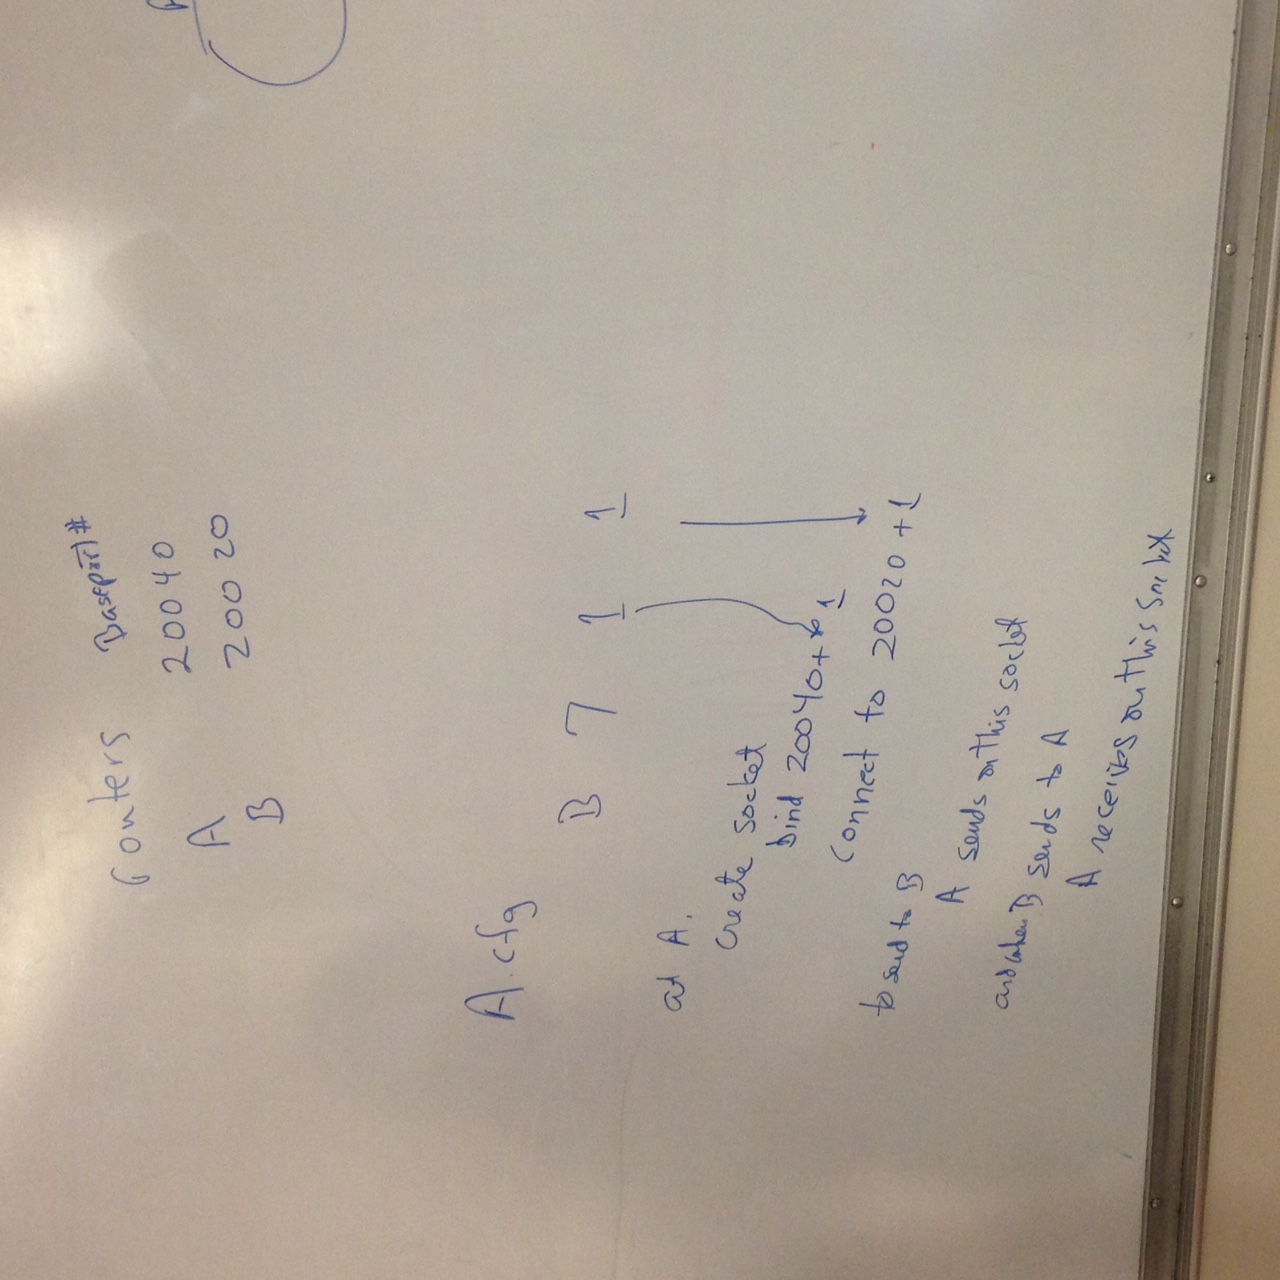 routers Baseport#
A 20040
B 20020
A.cfg
B 7 1 1
at A.
create socket
bind 20040+ 1
connect to 20020 +1
to send to B
A sends on this socket
and when B sends to A
A receives on this socket